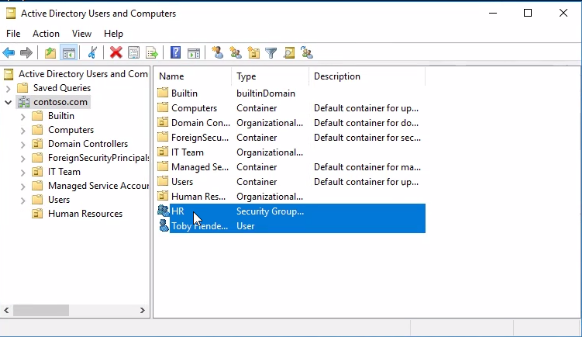 Active Directory Users and Computers
File Action View Help
Active Directory Users and Com
Saved Queries
contoso.com
Builtin
Computers
Domain Controllers
ForeignSecurityPrincipals
IT Team
Managed Service Accour
Users
Human Resources
Name Type Description
Builtin builtinDomain
Computers Container Default container for up...
Domain Con... Organizational... Default container for do...
ForeignSecu... Container Default container for sec...
IT Team Organizational...
Managed Se... Container Default container for ma...
Users Container Default container for up...
Human Res... Organizational...
HR Security Group...
Toby Hende... User